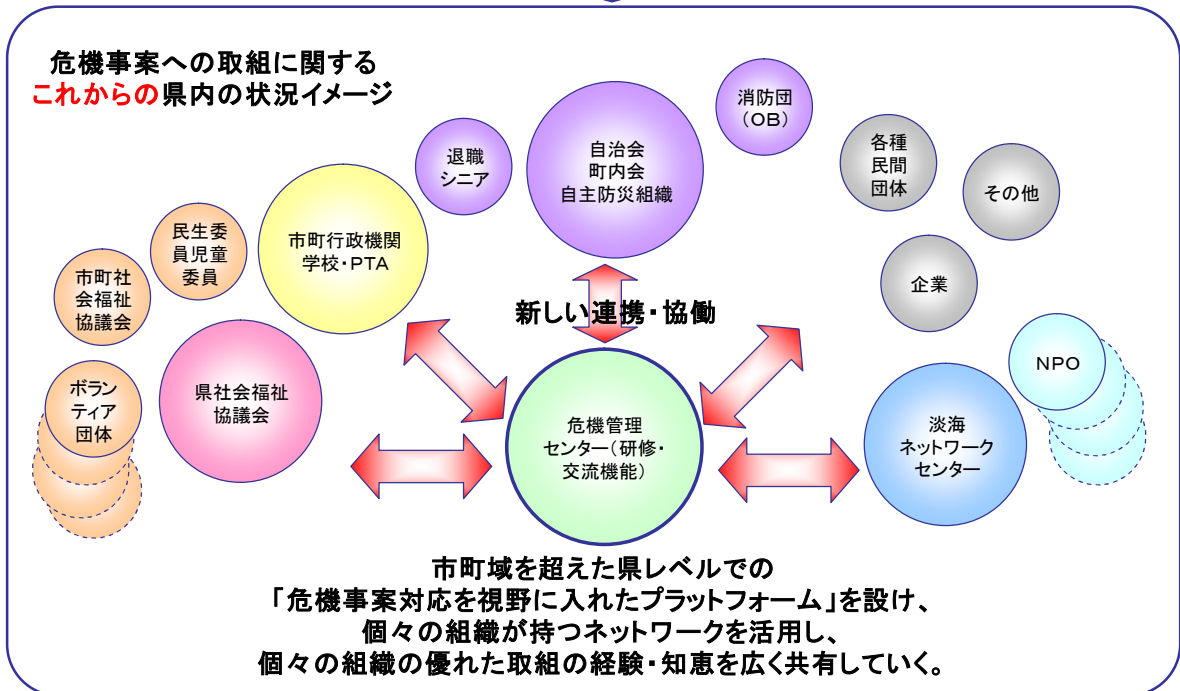 危機事案への取組に関する
これからの県内の状況イメージ
消防団
（OB）
自治会
町内会
自主防災組織
退職
シニア
各種
民間
団体
その他
市町行政機関
学校・PTA
民生委
員児童
委員
市町社
会福祉
協議会
企業
新しい連携・協働
NPO
ボラン
ティア
団体
県社会福祉
協議会
危機管理
センター（研修・
交流機能）
淡海
ネットワーク
センター
市町域を超えた県レベルでの
「危機事案対応を視野に入れたプラットフォーム」を設け、
個々の組織が持つネットワークを活用し、
個々の組織の優れた取組の経験・知恵を広く共有していく。